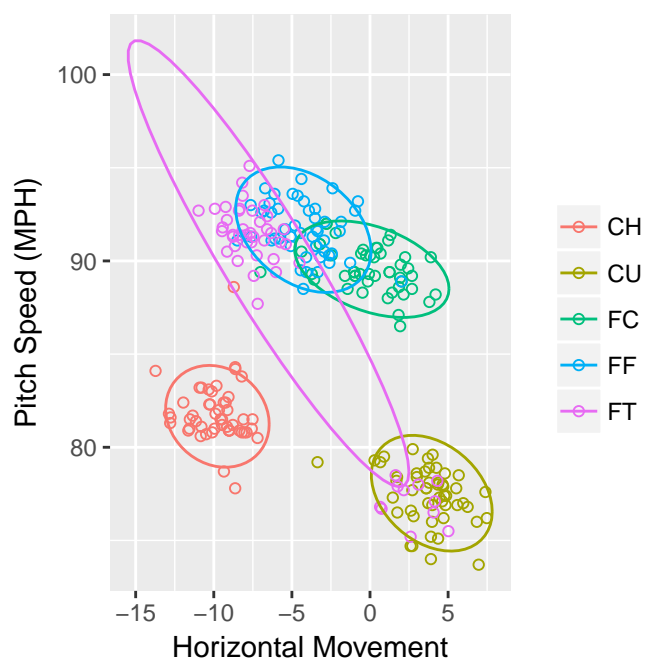 100
90
80
−15
−10
−5
0
5
Pitch Speed (MPH)
Horizontal Movement
CH
CU
FC
FF
FT